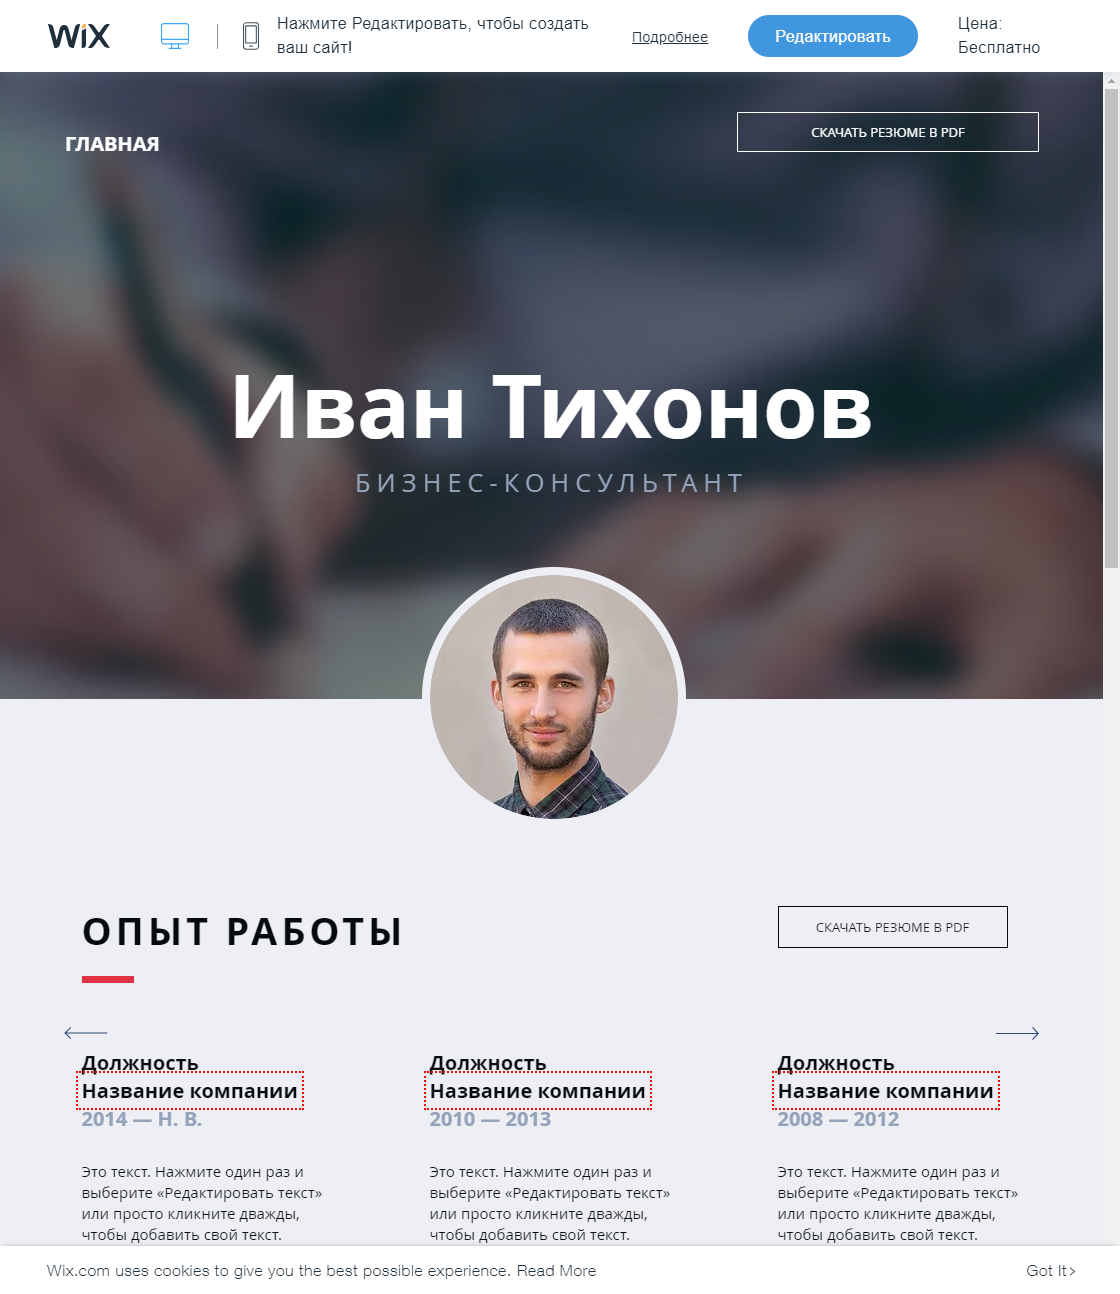 WiX
Нажмите Редактировать, чтобы создать
ваш сайт!
Подробнее
Редактировать
Цена:
Бесплатно
ГЛАВНАЯ
СКАЧАТЬ РЕЗЮМЕ В PDF
Иван Тихонов
БИЗНЕС-КОНСУЛЬТАНТ
ОПЫТ РАБОТЫ
СКАЧАТЬ РЕЗЮМЕ В PDF
Должность
Название компании
2014 — Н. В.
Это текст. Нажмите один раз и
выберите «Редактировать текст»
или просто кликните дважды,
чтобы добавить свой текст.
Должность
Название компании
2010 — 2013
Это текст. Нажмите один раз и
выберите «Редактировать текст»
или просто кликните дважды,
чтобы добавить свой текст.
Должность
Название компании
2008 — 2012
Это текст. Нажмите один раз и
выберите «Редактировать текст»
или просто кликните дважды,
чтобы добавить свой текст.
Wix.com uses cookies to give you the best possible experience. Read More
Got It >